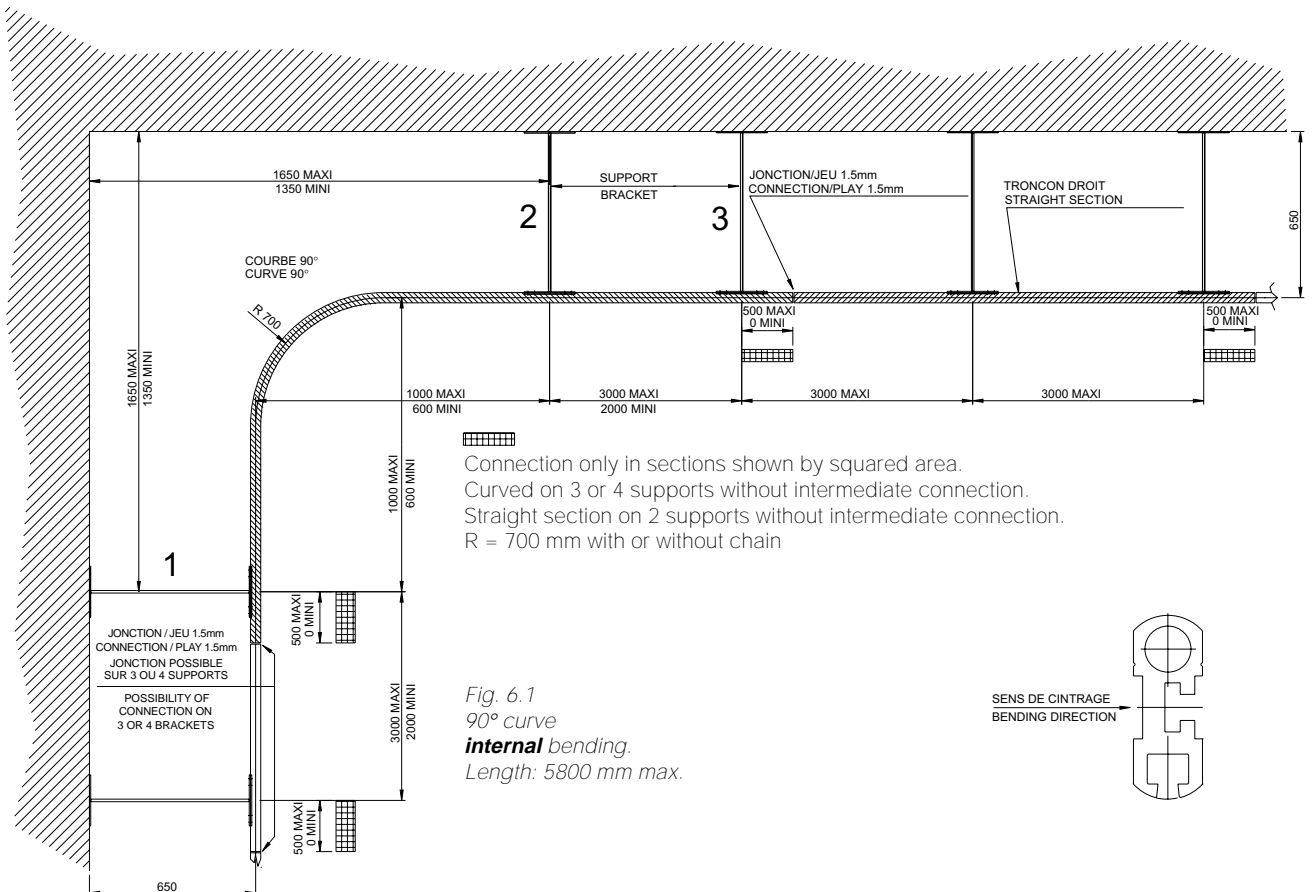 1650 MAXI
1350 MINI
SUPPORT
BRACKET
JONCTION/JEU 1.5mm
CONNECTION/PLAY 1.5mm
TRONCON DROIT
STRAIGHT SECTION
2
3
650
COURBE 90°
CURVE 90°
R 700
500 MAXI
0 MINI
500 MAXI
0 MINI
1650 MAXI
1350 MINI
1000 MAXI
600 MINI
3000 MAXI
2000 MINI
3000 MAXI
3000 MAXI
1000 MAXI
600 MINI
Connection only in sections shown by squared area.
Curved on 3 or 4 supports without intermediate connection.
Straight section on 2 supports without intermediate connection.
R = 700 mm with or without chain
1
500 MAXI
0 MINI
JONCTION / JEU 1.5mm
CONNECTION / PLAY 1.5mm
JONCTION POSSIBLE
SUR 3 OU 4 SUPPORTS
POSSIBILITY OF
CONNECTION ON
3 OR 4 BRACKETS
3000 MAXI
2000 MINI
Fig. 6.1
90° curve
internal bending.
Length: 5800 mm max.
SENS DE CINTRAGE
BENDING DIRECTION
500 MAXI
0 MINI
650